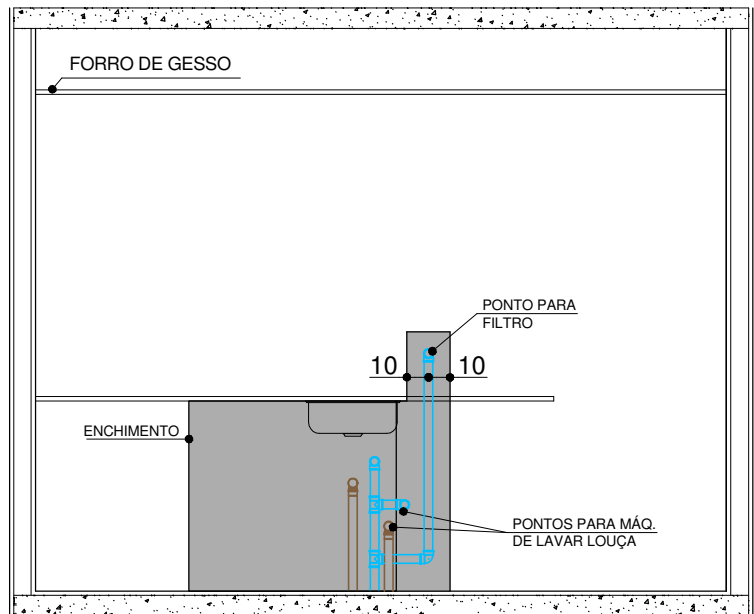 FORRO DE GESSO
PONTO PARA
FILTRO
10
10
ENCHIMENTO
PONTOS PARA MÁQ.
DE LAVAR LOUÇA